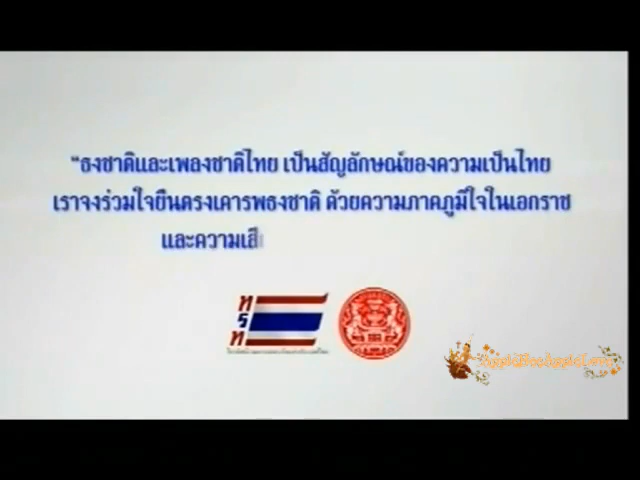 “ธงชาติและเพลงชาติไทย เป็นสัญลักษณ์ของความเป็นไทย
เราจงร่วมใจยืนตรงเคารพธงชาติ ด้วยความภาคภูมิใจในเอกราช
และความเสี
ท
ร
ท